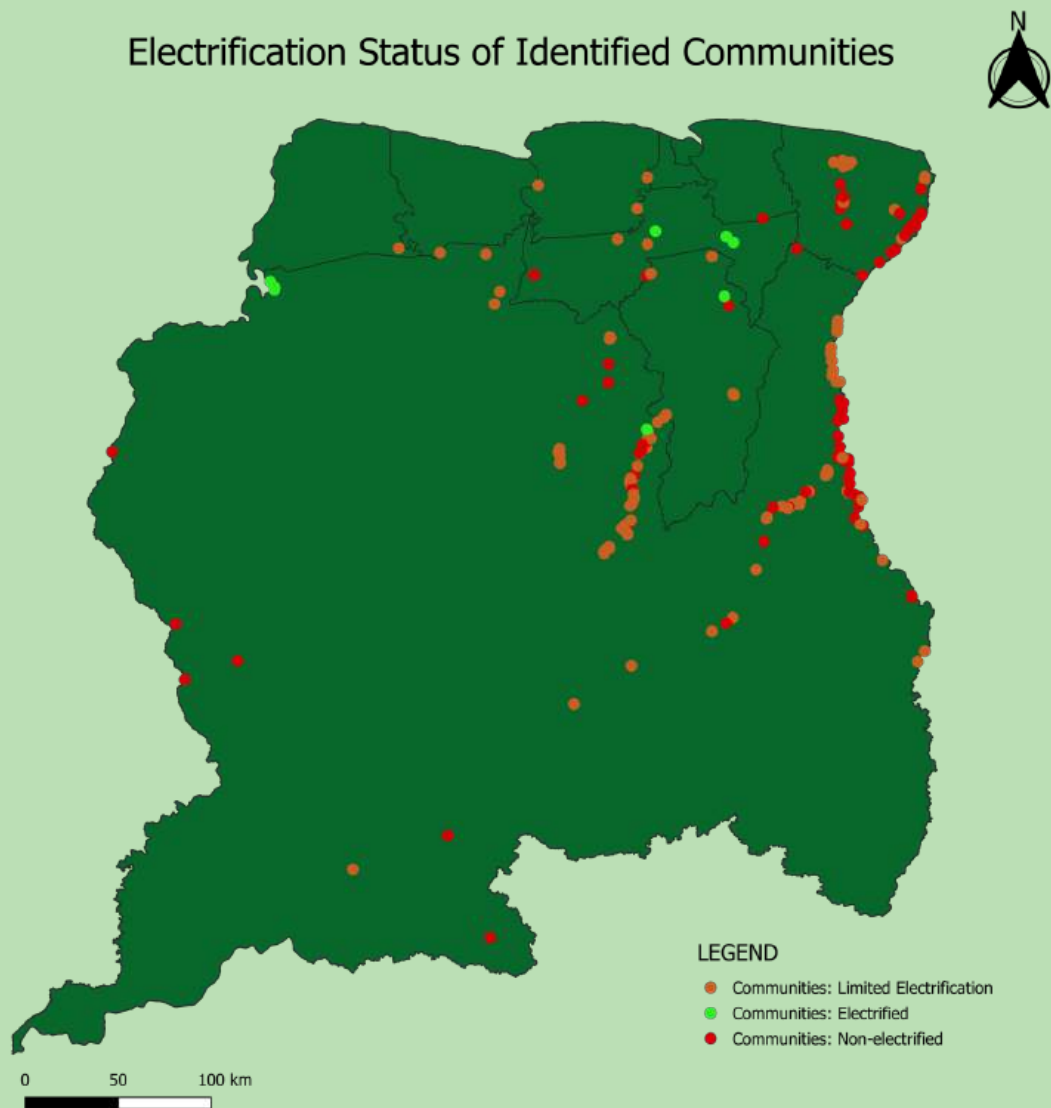 Electrification Status of Identified Communities
N
LEGEND
Communities: Limited Electrification
Communities: Electrified
Communities: Non-electrified
0 50 100 km